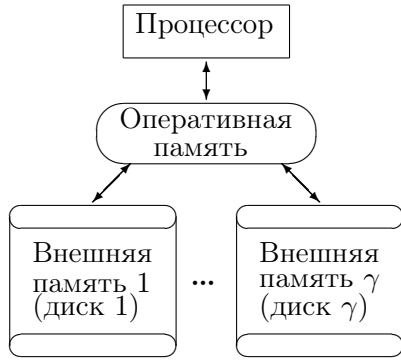 Процессор
Оперативная
память
Внешняя
память 1
(диск 1)
...
Внешняя
память γ
(диск γ)